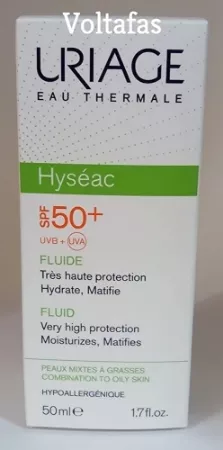 Voltafas
URIAGE
EAU THERMALE
Hyséac
SPF 50+
UVB + UVA
FLUIDE
Très haute protection
Hydrate, Matifie
FLUID
Very high protection
Moisturizes, Matifies
PEAUX MIXTES À GRASSES
COMBINATION TO OILY SKIN
HYPOALLERGÉNIQUE
50ml e 1.7fl.oz.